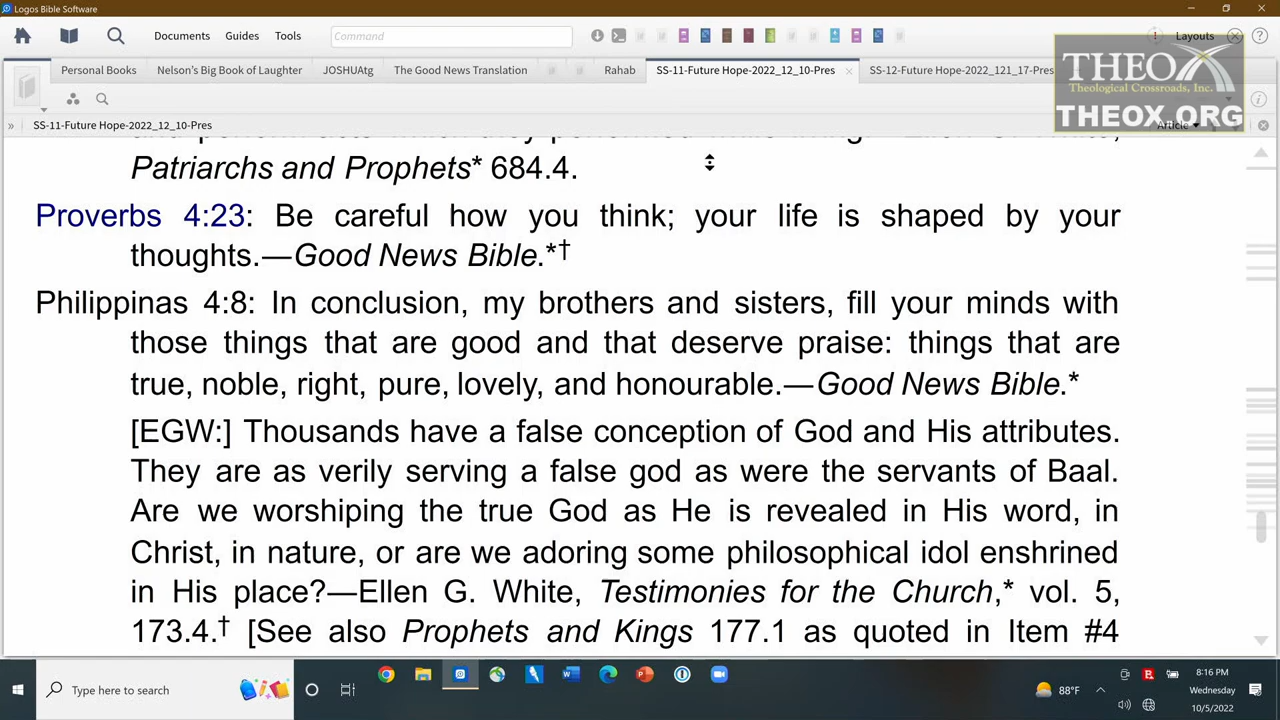 Logos Bible Software
Documents Guides Tools Command Layouts
Personal Books Nelson's Big Book of Laughter JOSHUAtg The Good News Translation Rahab SS-11-Future Hope-2022_12_10-Pres SS-12-Future Hope-2022_121_17-Pres
THEOX
Theological Crossroads, Inc.
THEOX.ORG
SS-11-Future Hope-2022_12_10-Pres Article
Patriarchs and Prophets* 684.4.
Proverbs 4:23: Be careful how you think; your life is shaped by your
thoughts.—Good News Bible.*†
Philippinas 4:8: In conclusion, my brothers and sisters, fill your minds with
those things that are good and that deserve praise: things that are
true, noble, right, pure, lovely, and honourable.—Good News Bible.*
[EGW:] Thousands have a false conception of God and His attributes.
They are as verily serving a false god as were the servants of Baal.
Are we worshiping the true God as He is revealed in His word, in
Christ, in nature, or are we adoring some philosophical idol enshrined
in His place?—Ellen G. White, Testimonies for the Church,* vol. 5,
173.4.† [See also Prophets and Kings 177.1 as quoted in Item #4
Type here to search
88°F
8:16 PM
Wednesday
10/5/2022